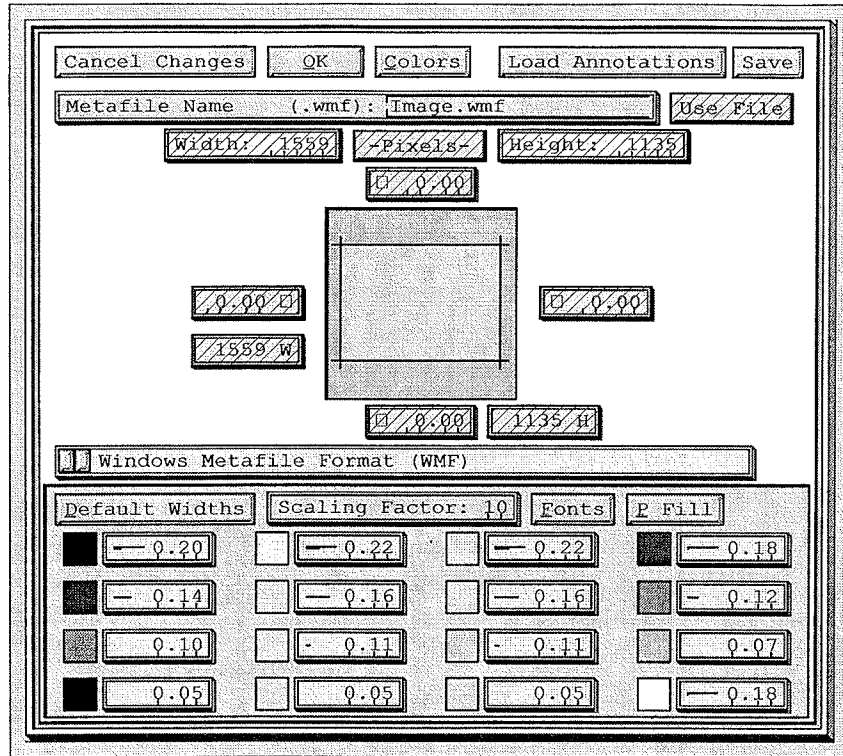 Cancel Changes OK Colors Load Annotations Save
Metafile Name (.wmf): Image.wmf Use File
Width: 1559 -Pixels- Height: 1135
0.00
0.00 0.00
1559 W
0.00 1135 H
Windows Metafile Format (WMF)
Default Widths Scaling Factor: 10 Fonts P Fill
0.20 0.22 0.22 0.18
0.14 0.16 0.16 0.12
0.10 0.11 0.11 0.07
0.05 0.05 0.05 0.18